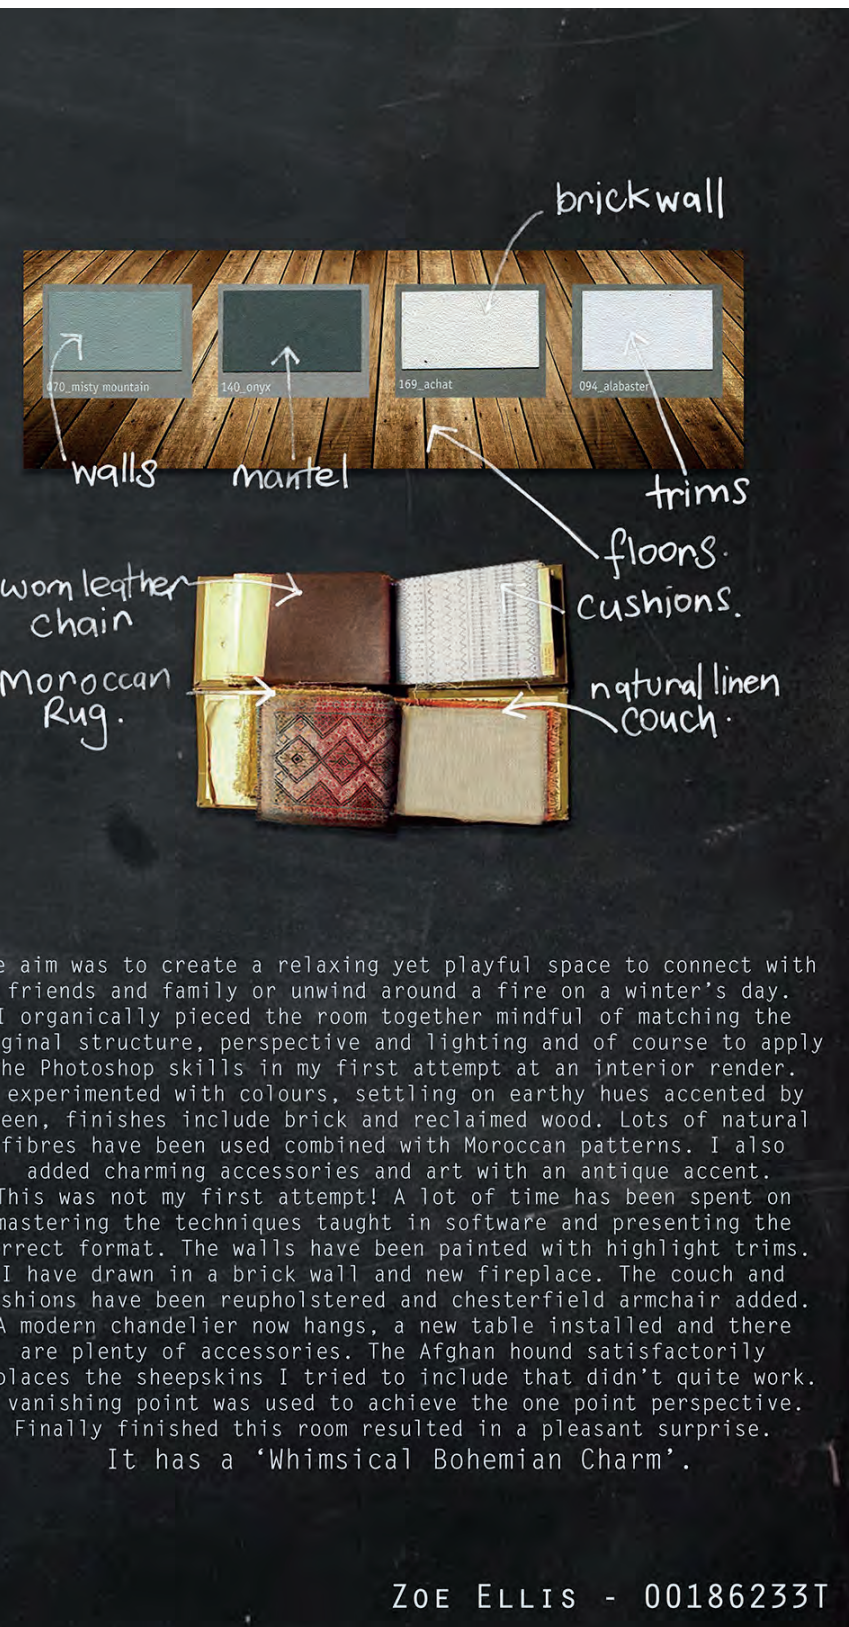 brick wall
070_misty mountain
140_onyx
169_achat
094_alabaster
walls
mantel
trims
floors.
worn leather
chair
cushions.
Moroccan
Rug.
natural linen
couch.
e aim was to create a relaxing yet playful space to connect with
friends and family or unwind around a fire on a winter's day.
I organically pieced the room together mindful of matching the
ginal structure, perspective and lighting and of course to apply
he Photoshop skills in my first attempt at an interior render.
experimented with colours, settling on earthy hues accented by
een, finishes include brick and reclaimed wood. Lots of natural
fibres have been used combined with Moroccan patterns. I also
added charming accessories and art with an antique accent.
This was not my first attempt! A lot of time has been spent on
mastering the techniques taught in software and presenting the
rrect format. The walls have been painted with highlight trims.
I have drawn in a brick wall and new fireplace. The couch and
shions have been reupholstered and chesterfield armchair added.
A modern chandelier now hangs, a new table installed and there
are plenty of accessories. The Afghan hound satisfactorily
places the sheepskins I tried to include that didn't quite work.
vanishing point was used to achieve the one point perspective.
Finally finished this room resulted in a pleasant surprise.
It has a 'Whimsical Bohemian Charm'.
Zoe Ellis - 00186233T